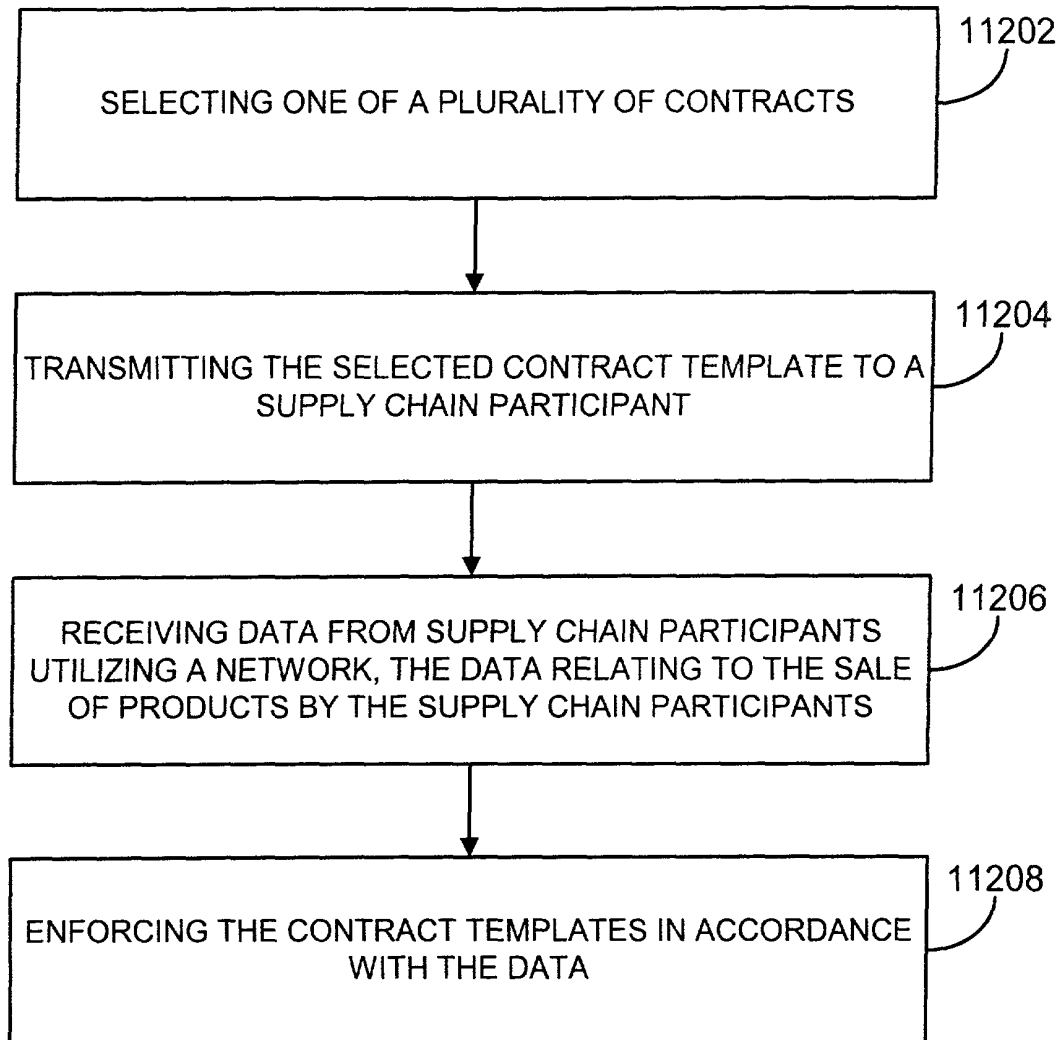 11202
SELECTING ONE OF A PLURALITY OF CONTRACTS
11204
TRANSMITTING THE SELECTED CONTRACT TEMPLATE TO A
SUPPLY CHAIN PARTICIPANT
11206
RECEIVING DATA FROM SUPPLY CHAIN PARTICIPANTS
UTILIZING A NETWORK, THE DATA RELATING TO THE SALE
OF PRODUCTS BY THE SUPPLY CHAIN PARTICIPANTS
11208
ENFORCING THE CONTRACT TEMPLATES IN ACCORDANCE
WITH THE DATA